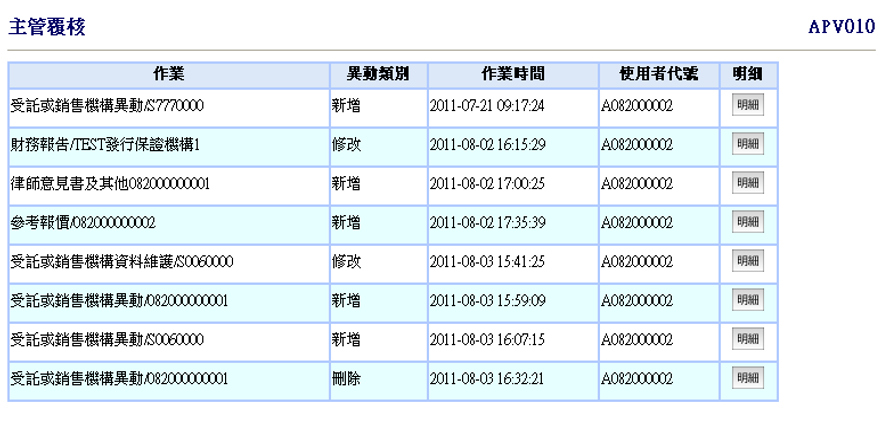 主管覆核 APV010
作業 異動類別 作業時間 使用者代號 明細
受託或銷售機構異動/S7770000 新增 2011-07-21 09:17:24 A082000002 明細
財務報告/TEST發行保證機構1 修改 2011-08-02 16:15:29 A082000002 明細
律師意見書及其他082000000001 新增 2011-08-02 17:00:25 A082000002 明細
參考報價/082000000002 新增 2011-08-02 17:35:39 A082000002 明細
受託或銷售機構資料維護/S0060000 修改 2011-08-03 15:41:25 A082000002 明細
受託或銷售機構異動/082000000001 新增 2011-08-03 15:59:09 A082000002 明細
受託或銷售機構異動/S0060000 新增 2011-08-03 16:07:15 A082000002 明細
受託或銷售機構異動/082000000001 刪除 2011-08-03 16:32:21 A082000002 明細